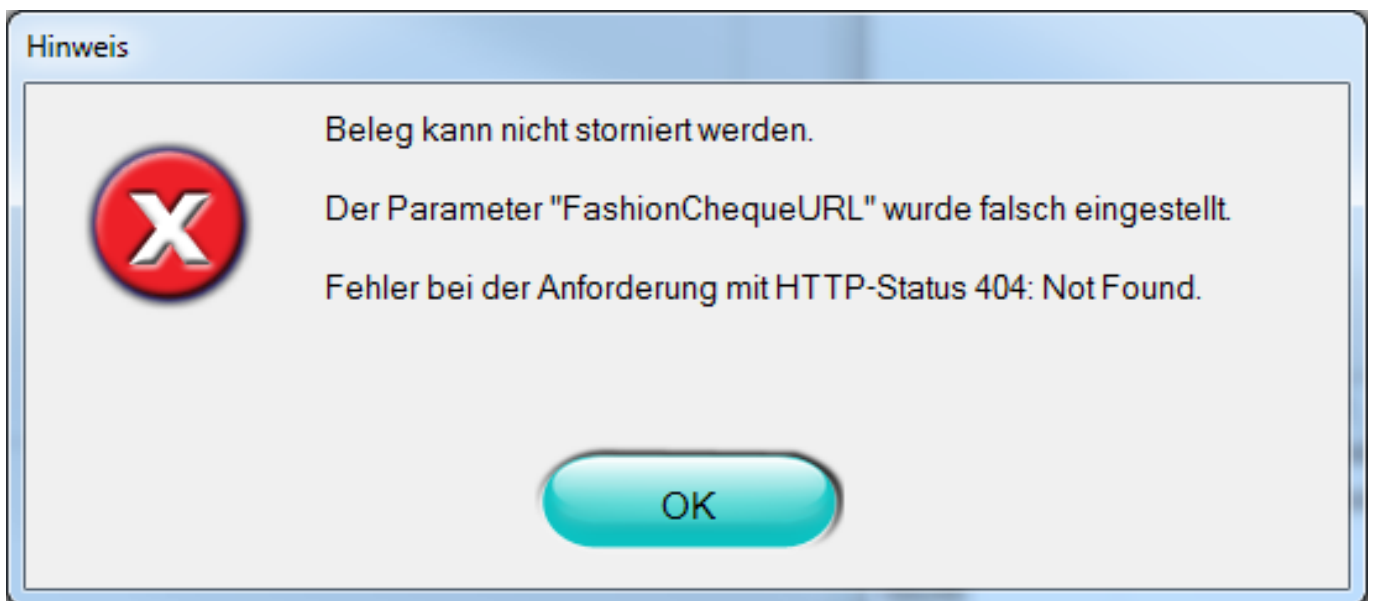 Hinweis
Beleg kann nicht storniert werden.
Der Parameter "FashionChequeURL" wurde falsch eingestellt.
Fehler bei der Anforderung mit HTTP-Status 404: Not Found.
OK